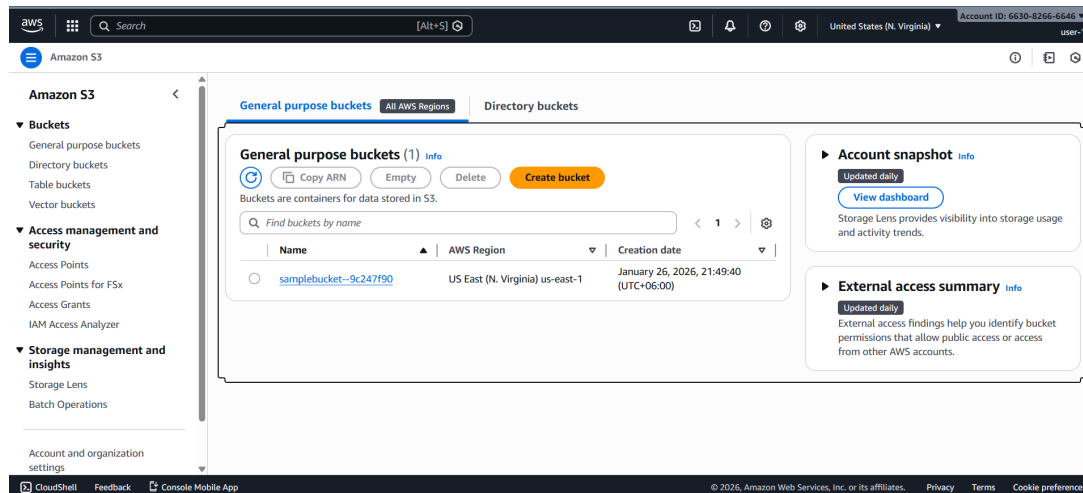 aws
Search [Alt+S]
United States (N. Virginia) ▼
Account ID: 6630-8266-6646 ▼
user-
Amazon S3
Amazon S3
▼ Buckets
General purpose buckets
Directory buckets
Table buckets
Vector buckets
▼ Access management and
security
Access Points
Access Points for FSx
Access Grants
IAM Access Analyzer
▼ Storage management and
insights
Storage Lens
Batch Operations
Account and organization
settings
General purpose buckets All AWS Regions Directory buckets
General purpose buckets (1) Info
Copy ARN Empty Delete Create bucket
Buckets are containers for data stored in S3.
Find buckets by name
1
Name ▲ AWS Region ▽ Creation date ▽
samplebucket--9c247f90 US East (N. Virginia) us-east-1 January 26, 2026, 21:49:40
(UTC+06:00)
▶ Account snapshot Info
Updated daily
View dashboard
Storage Lens provides visibility into storage usage
and activity trends.
▶ External access summary Info
Updated daily
External access findings help you identify bucket
permissions that allow public access or access
from other AWS accounts.
CloudShell Feedback Console Mobile App © 2026, Amazon Web Services, Inc. or its affiliates. Privacy Terms Cookie preference